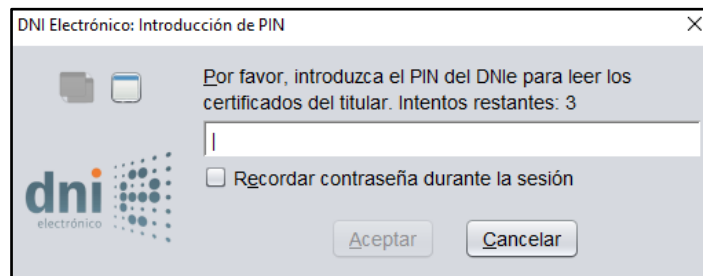 DNI Electrónico: Introducción de PIN
Por favor, introduzca el PIN del DNIe para leer los
certificados del titular. Intentos restantes: 3
Recordar contraseña durante la sesión
dni
electrónico
Aceptar
Cancelar